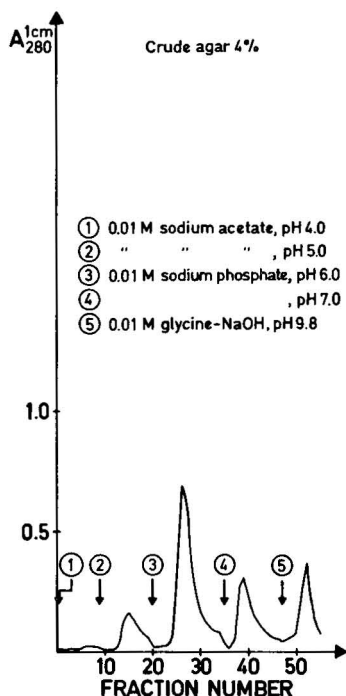 A 1cm 280
Crude agar 4%
① 0.01 M sodium acetate, pH 4.0
② " " " , pH 5.0
③ 0.01 M sodium phosphate, pH 6.0
④ , pH 7.0
⑤ 0.01 M glycine-NaOH, pH 9.8
1.0
0.5
① ② ③ ④ ⑤
10 20 30 40 50
FRACTION NUMBER